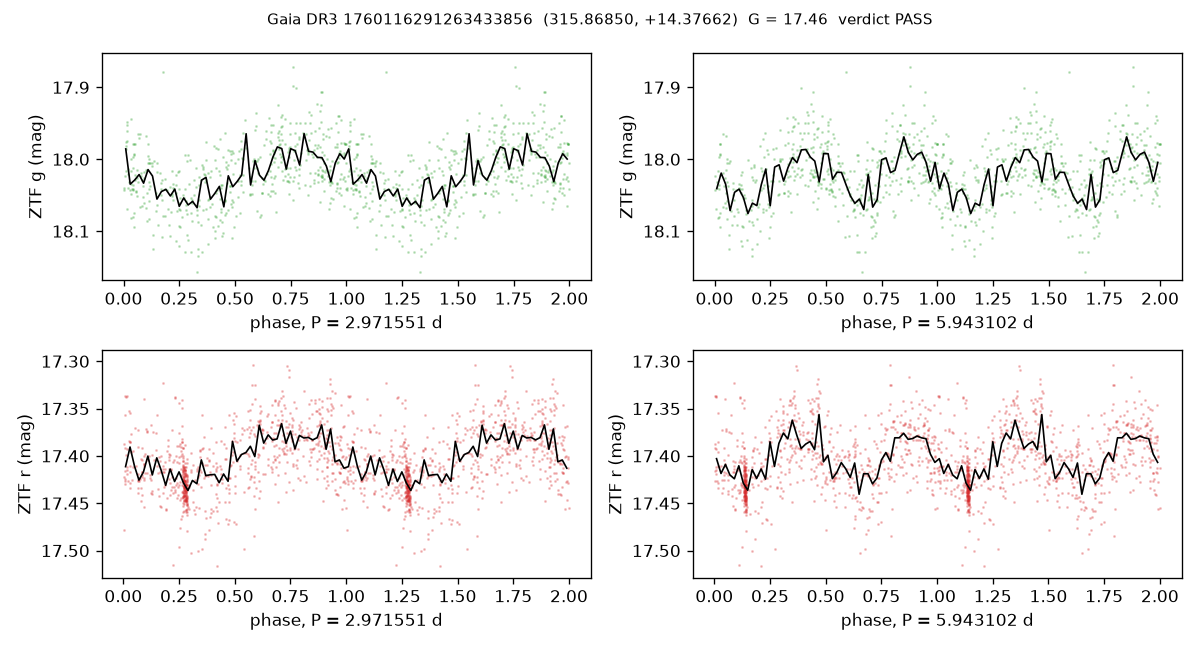 Gaia DR3 1760116291263433856  (315.86850, +14.37662)  G = 17.46  verdict PASS
ZTF g (mag)
17.9
18.0
18.1
0.00 0.25 0.50 0.75 1.00 1.25 1.50 1.75 2.00
phase, P = 2.971551 d
ZTF g (mag)
17.9
18.0
18.1
0.00 0.25 0.50 0.75 1.00 1.25 1.50 1.75 2.00
phase, P = 5.943102 d
ZTF r (mag)
17.30
17.35
17.40
17.45
17.50
0.00 0.25 0.50 0.75 1.00 1.25 1.50 1.75 2.00
phase, P = 2.971551 d
ZTF r (mag)
17.30
17.35
17.40
17.45
17.50
0.00 0.25 0.50 0.75 1.00 1.25 1.50 1.75 2.00
phase, P = 5.943102 d